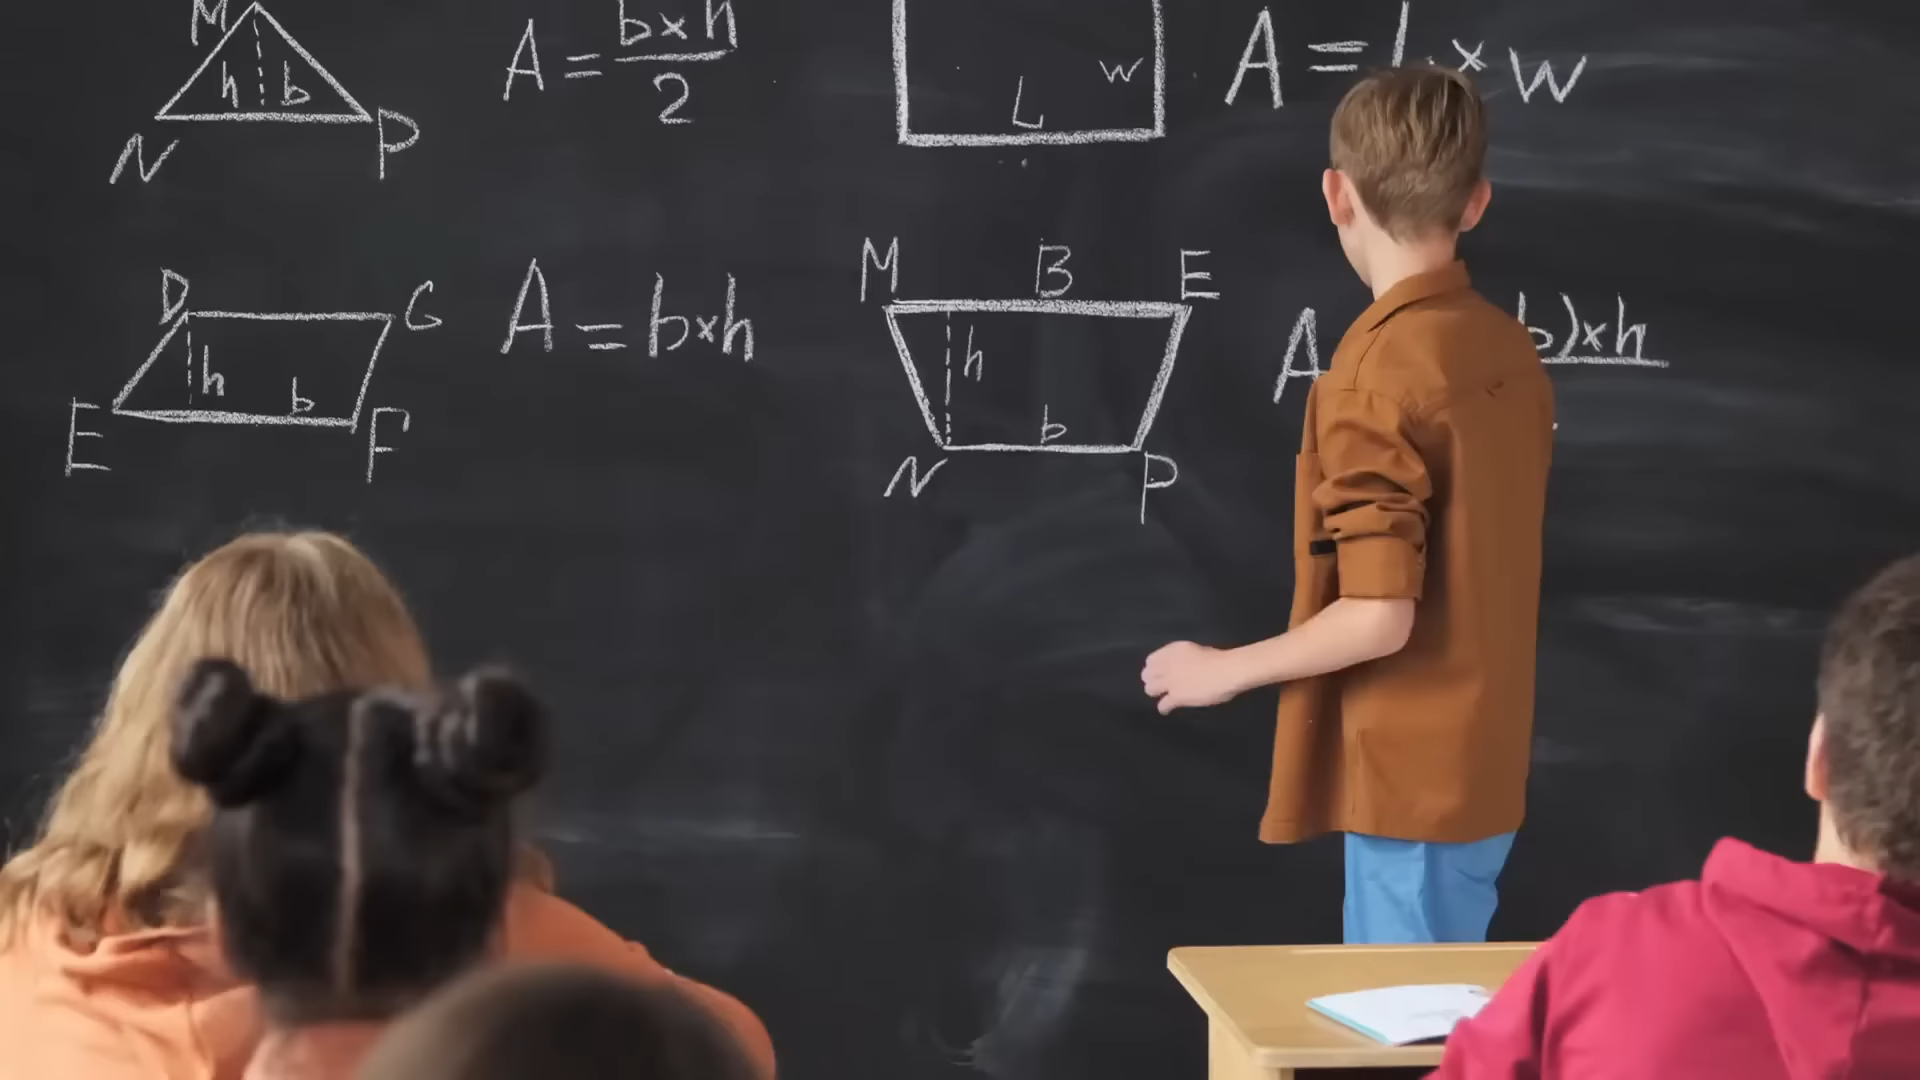 M
h b
N P
A = b×h / 2
L w
A = L × w
D G
h b
E F
A = b×h
M B E
h
b
N P
A b)×h